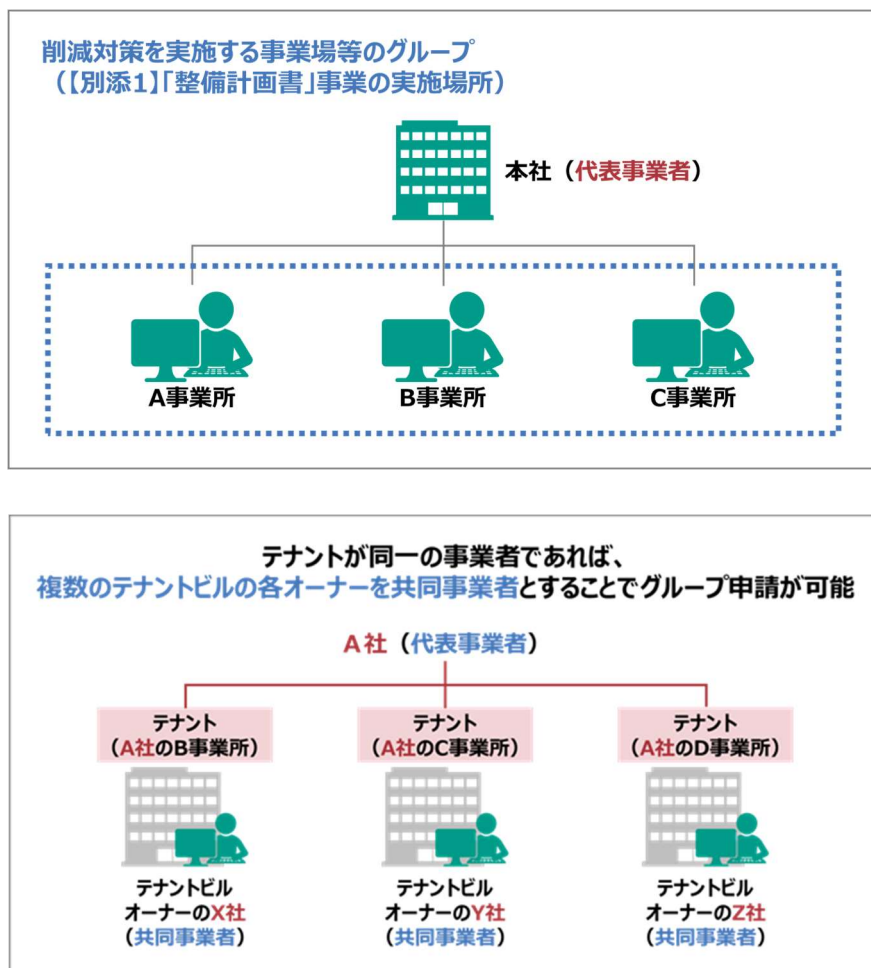 削減対策を実施する事業場等のグループ
（【別添1】「整備計画書」事業の実施場所）
本社（代表事業者）
A事業所
B事業所
C事業所
テナントが同一の事業者であれば、
複数のテナントビルの各オーナーを共同事業者とすることでグループ申請が可能
A社（代表事業者）
テナント
（A社のB事業所）
テナント
（A社のC事業所）
テナント
（A社のD事業所）
テナントビル
オーナーのX社
（共同事業者）
テナントビル
オーナーのY社
（共同事業者）
テナントビル
オーナーのZ社
（共同事業者）